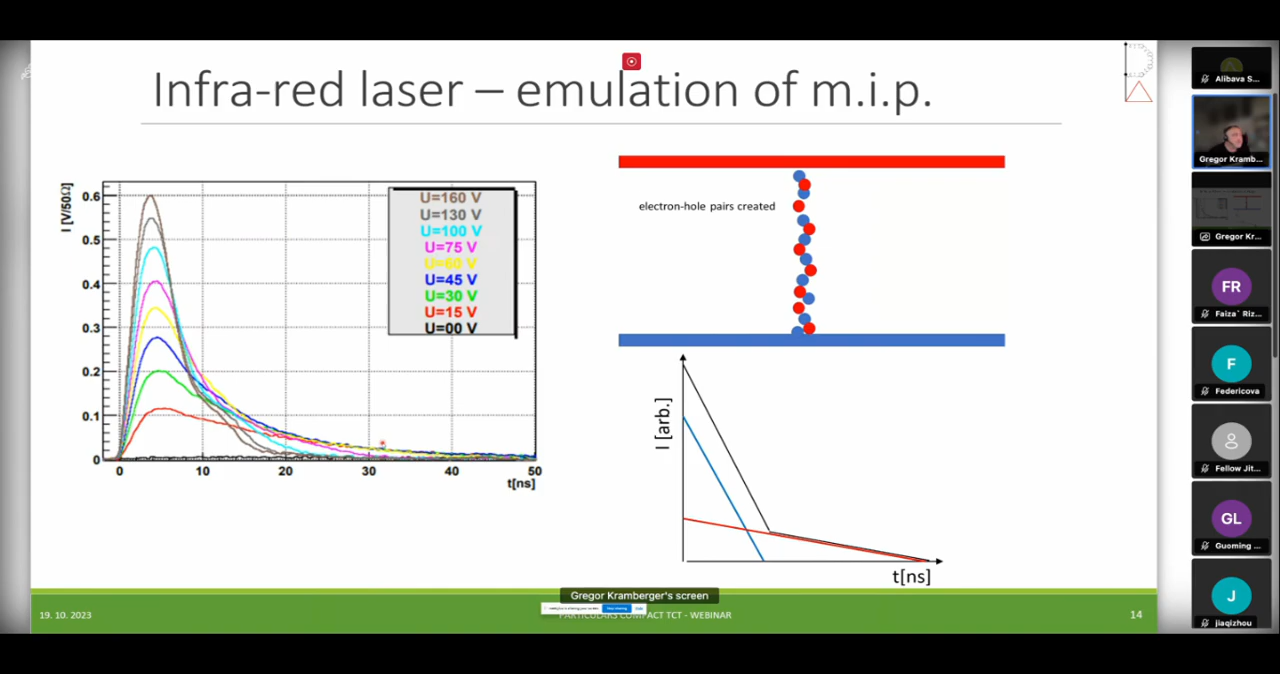 Infra-red laser – emulation of m.i.p.
I [V/50Ω]
0.6
0.5
0.4
0.3
0.2
0.1
0
0 10 20 30 40 50
t[ns]
U=160 V
U=130 V
U=100 V
U=75 V
U=60 V
U=45 V
U=30 V
U=15 V
U=00 V
electron-hole pairs created
I [arb.]
t[ns]
Gregor Kramberger's screen
19. 10. 2023
PARTICULARS COMPACT TCT - WEBINAR
14
Alibava S...
Gregor Kramb...
Gregor Kr...
FR
Faiza` Riz...
F
Federicova
Fellow Jit...
GL
Guoming ...
J
jiaqizhou